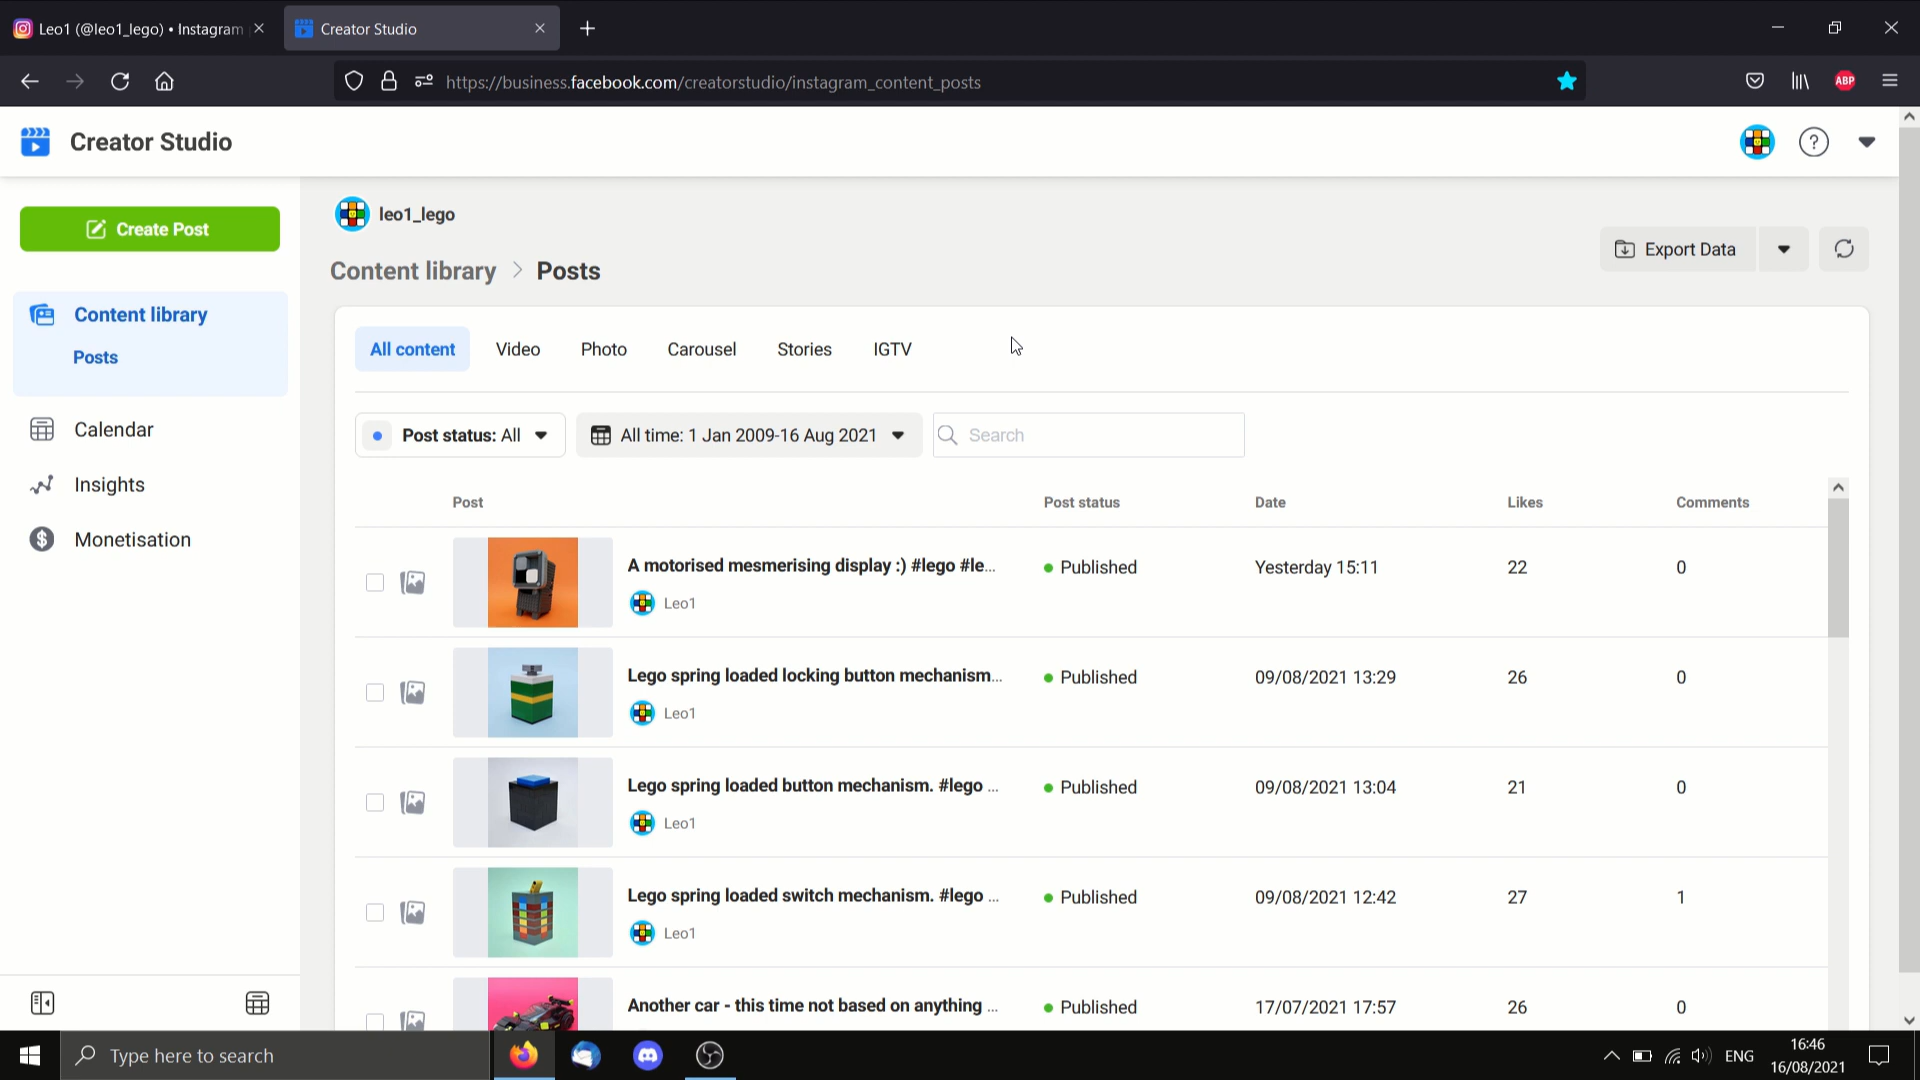 Leo1 (@leo1_lego) • Instagram
Creator Studio
https://business.facebook.com/creatorstudio/instagram_content_posts
ABP
Creator Studio
?
Create Post
Content library
Posts
Calendar
Insights
$ Monetisation
leo1_lego
Content library > Posts
Export Data
All content Video Photo Carousel Stories IGTV
Post status: All All time: 1 Jan 2009-16 Aug 2021 Search
Post Post status Date Likes Comments
A motorised mesmerising display :) #lego #le... Published Yesterday 15:11 22 0
Leo1
Lego spring loaded locking button mechanism... Published 09/08/2021 13:29 26 0
Leo1
Lego spring loaded button mechanism. #lego ... Published 09/08/2021 13:04 21 0
Leo1
Lego spring loaded switch mechanism. #lego ... Published 09/08/2021 12:42 27 1
Leo1
Another car - this time not based on anything ... Published 17/07/2021 17:57 26 0
Type here to search
ENG
16:46
16/08/2021